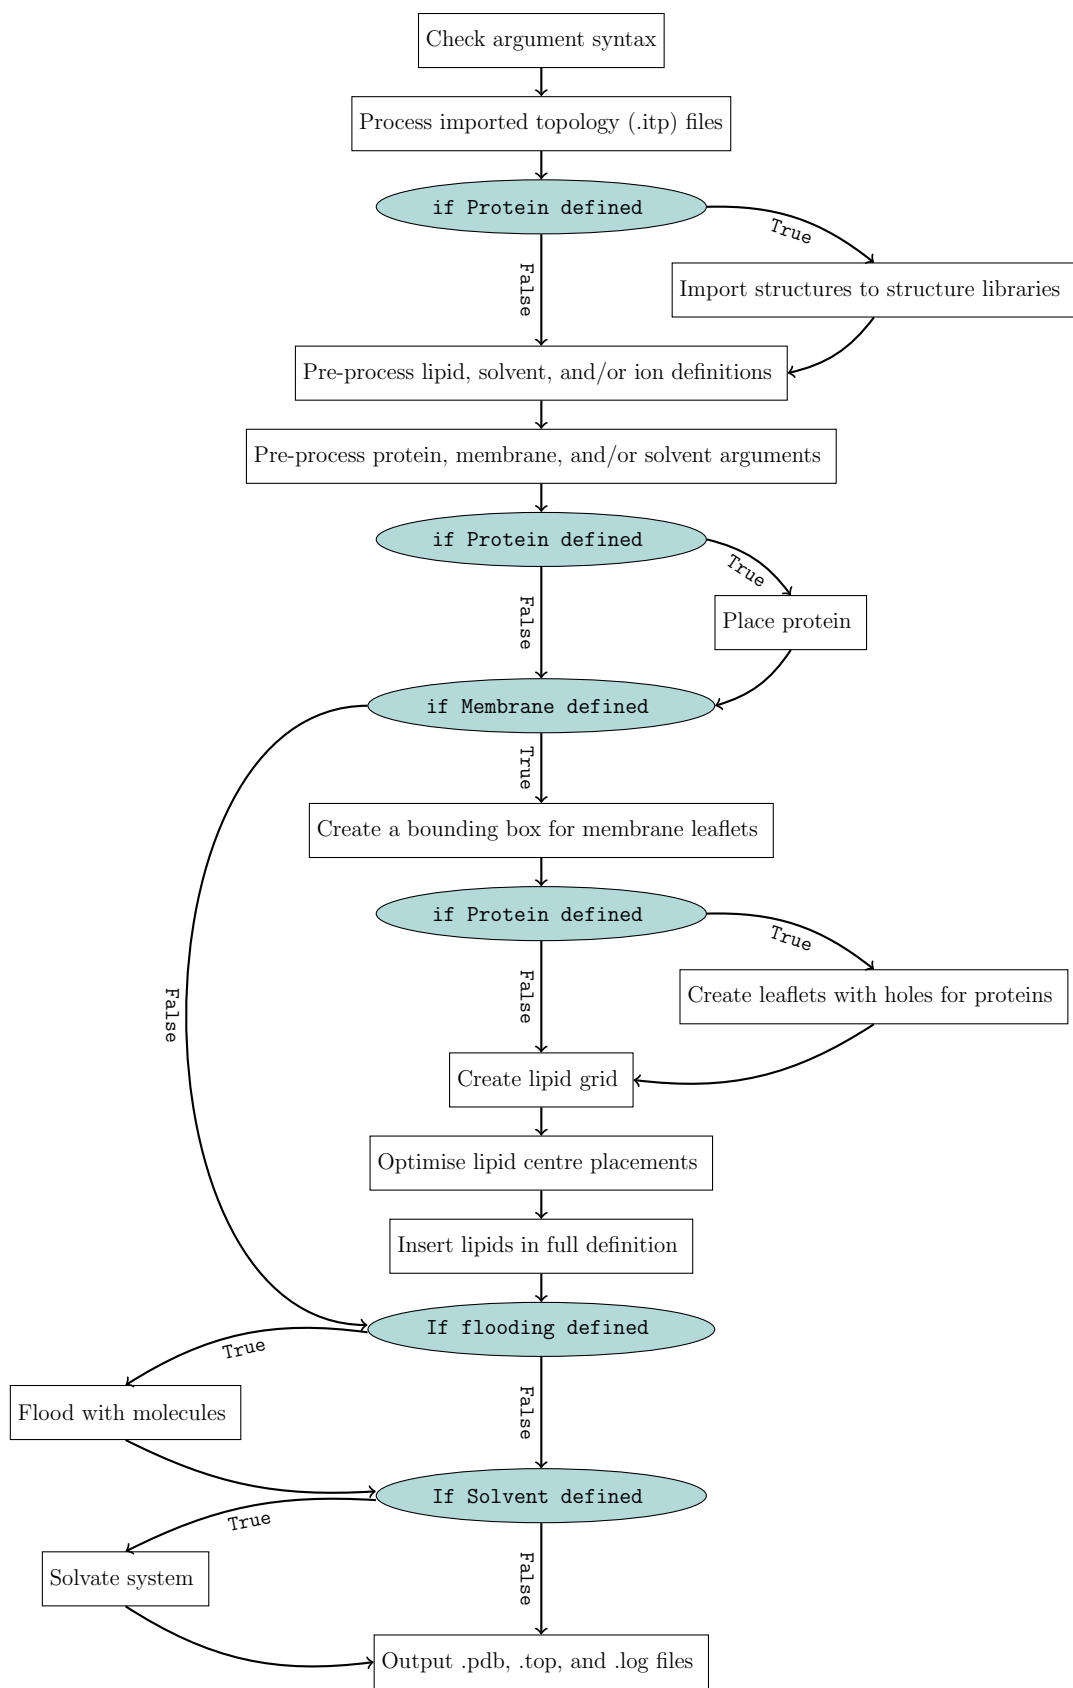 Check argument syntax
Process imported topology (.itp) files
if Protein defined
True
False
Import structures to structure libraries
Pre-process lipid, solvent, and/or ion definitions
Pre-process protein, membrane, and/or solvent arguments
if Protein defined
True
False
Place protein
if Membrane defined
True
Create a bounding box for membrane leaflets
if Protein defined
True
False
Create leaflets with holes for proteins
False
Create lipid grid
Optimise lipid centre placements
Insert lipids in full definition
If flooding defined
True
False
Flood with molecules
If Solvent defined
True
False
Solvate system
Output .pdb, .top, and .log files